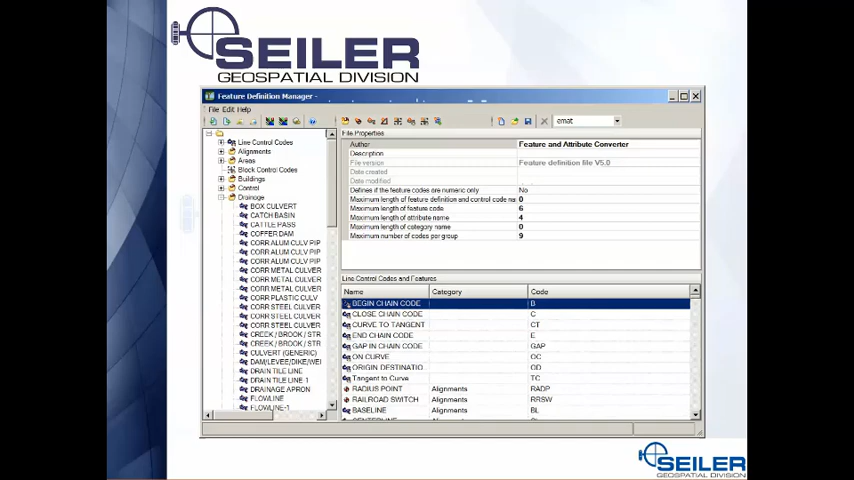 SEILER
GEOSPATIAL DIVISION
Feature Definition Manager -
File Edit Help
emat
Line Control Codes
Alignments
Areas
Block Control Codes
Buildings
Control
Drainage
BOX CULVERT
CATCH BASIN
CATTLE PASS
COFFER DAM
CORR ALUM CULV PIP
CORR ALUM CULV PIP
CORR ALUM CULV PIP
CORR METAL CULVER
CORR METAL CULVER
CORR METAL CULVER
CORR PLASTIC CULV
CORR STEEL CULVER
CORR STEEL CULVER
CORR STEEL CULVER
CREEK / BROOK / STR
CREEK / BROOK / STR
CULVERT (GENERIC)
DAM/LEVEE/DIKE/WEI
DRAIN TILE LINE
DRAIN TILE LINE-1
DRAINAGE APRON
FLOWLINE
FLOWLINE-1
File Properties
Author Feature and Attribute Converter
Description
File version Feature definition file V5.0
Date created
Date modified
Defines if the feature codes are numeric only No
Maximum length of feature definition and control code na 0
Maximum length of feature code 6
Maximum length of attribute name 4
Maximum length of category name 0
Maximum number of codes per group 9
Line Control Codes and Features
Name Category Code
BEGIN CHAIN CODE B
CLOSE CHAIN CODE C
CURVE TO TANGENT CT
END CHAIN CODE E
GAP IN CHAIN CODE GAP
ON CURVE OC
ORIGIN DESTINATIO... OD
Tangent to Curve TC
RADIUS POINT Alignments RADP
RAILROAD SWITCH Alignments RRSW
BASELINE Alignments BL
SEILER
GEOSPATIAL DIVISION